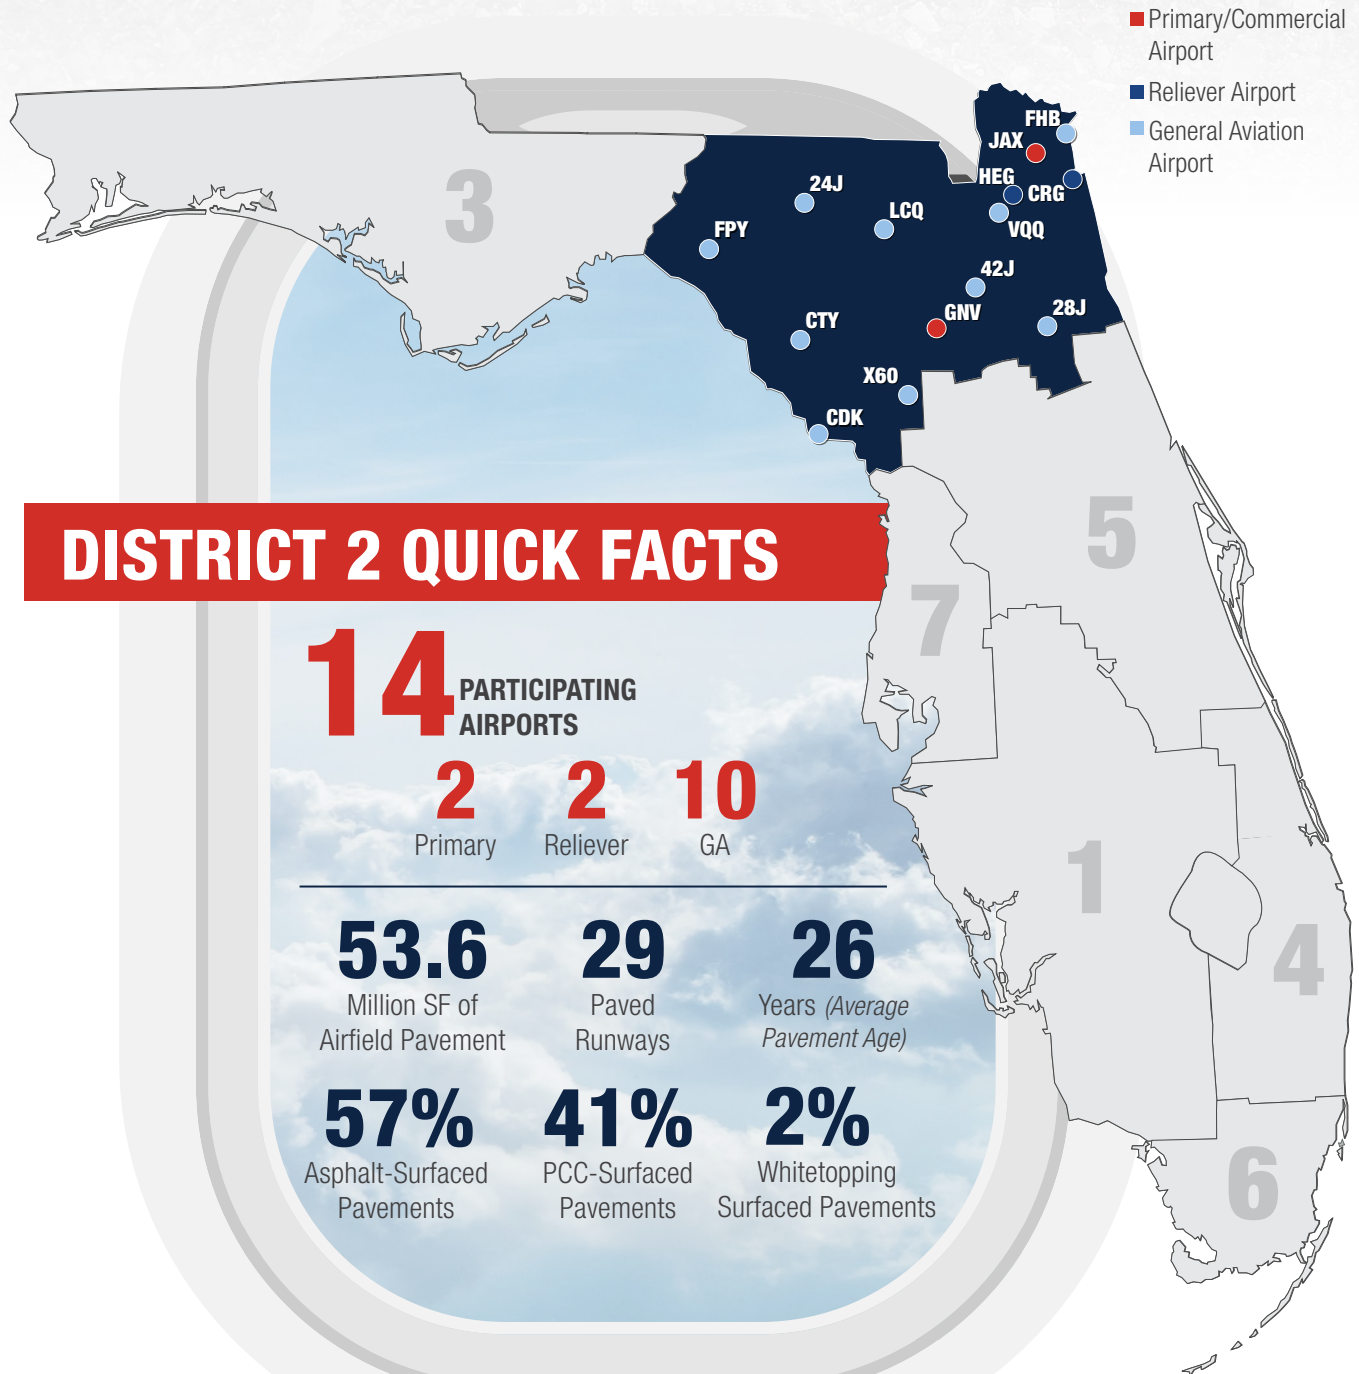 Primary/Commercial
Airport
Reliever Airport
General Aviation
Airport
FHB
JAX
HEG
CRG
24J
LCQ
VQQ
FPY
42J
GNV
28J
CTY
X60
CDK
3
5
7
1
4
6
DISTRICT 2 QUICK FACTS
14
PARTICIPATING
AIRPORTS
2
Primary
2
Reliever
10
GA
53.6
Million SF of
Airfield Pavement
29
Paved
Runways
26
Years (Average
Pavement Age)
57%
Asphalt-Surfaced
Pavements
41%
PCC-Surfaced
Pavements
2%
Whitetopping
Surfaced Pavements